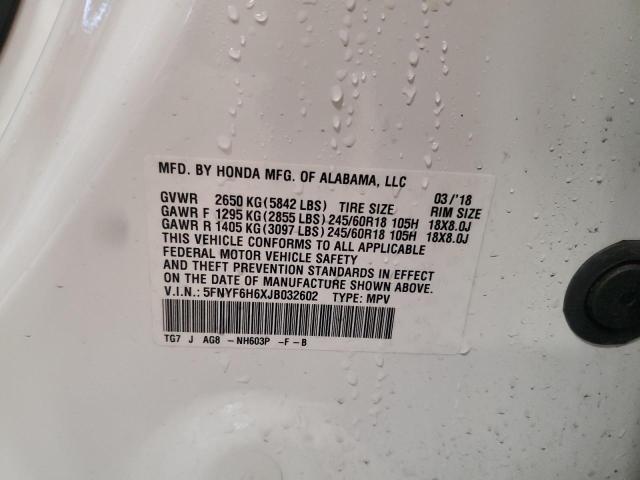 MFD. BY HONDA MFG. OF ALABAMA, LLC 03/'18
GVWR 2650 KG(5842 LBS) TIRE SIZE RIM SIZE
GAWR F 1295 KG(2855 LBS)245/60R18 105H 18X8.0J
GAWR R 1405 KG(3097 LBS)245/60R18 105H 18X8.0J
THIS VEHICLE CONFORMS TO ALL APPLICABLE
FEDERAL MOTOR VEHICLE SAFETY
AND THEFT PREVENTION STANDARDS IN EFFECT
ON THE DATE OF MANUFACTURE SHOWN ABOVE.
V.I.N.: 5FNYF6H6XJB032602 TYPE: MPV
TG7 J AG8 -NH603P -F-B